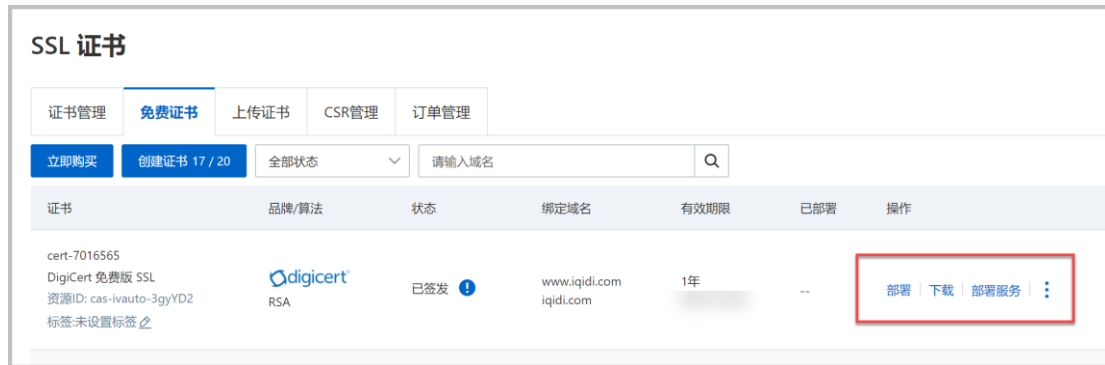 SSL 证书
证书管理 免费证书 上传证书 CSR管理 订单管理
立即购买 创建证书 17 / 20 全部状态 请输入域名
证书 品牌/算法 状态 绑定域名 有效期限 已部署 操作
cert-7016565
DigiCert 免费版 SSL
资源ID: cas-ivauto-3gyYD2
标签:未设置标签
digicert
RSA
已签发
www.iqidi.com
iqidi.com
1年
--
部署 下载 部署服务